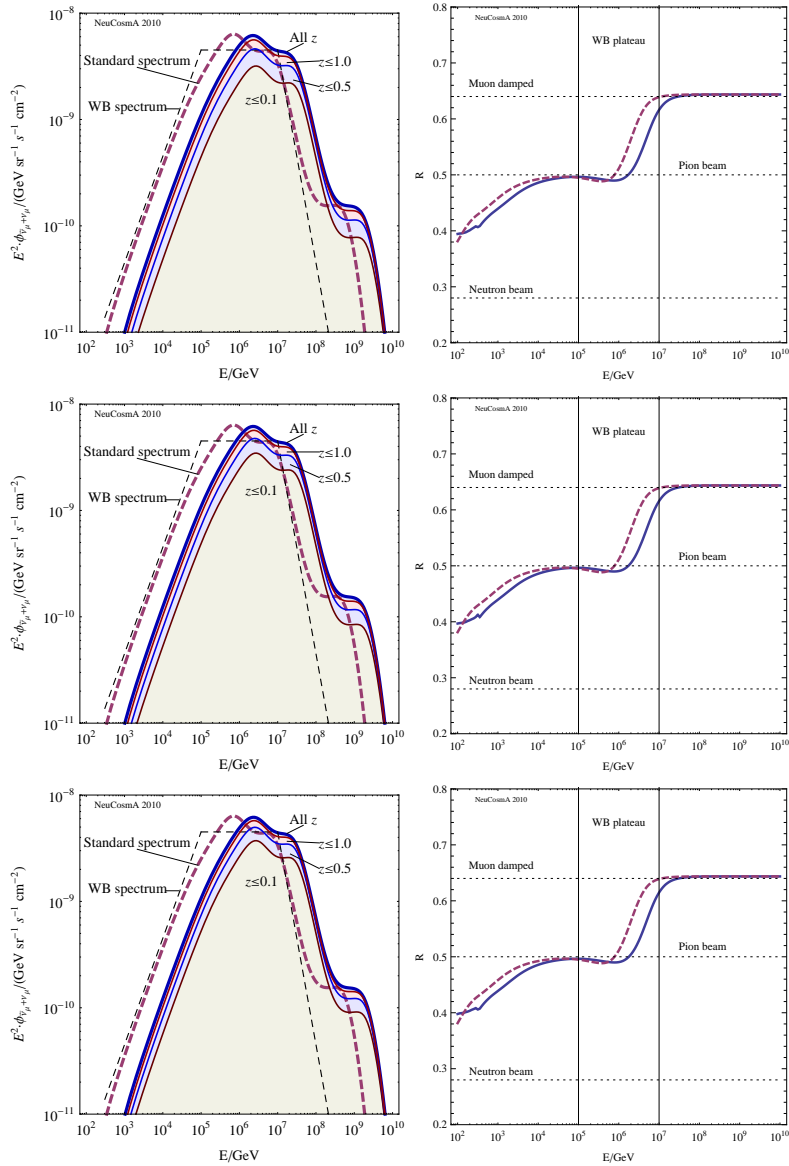 NeuCosmA 2010
All z
Standard spectrum
z≤1.0
WB spectrum
z≤0.5
z≤0.1
10⁻⁸
10⁻⁹
10⁻¹⁰
10⁻¹¹
E²·ϕ_ν̄μ+νμ/(GeV sr⁻¹ s⁻¹ cm⁻²)
10² 10³ 10⁴ 10⁵ 10⁶ 10⁷ 10⁸ 10⁹ 10¹⁰
E/GeV
NeuCosmA 2010
WB plateau
Muon damped
Pion beam
Neutron beam
0.8
0.7
0.6
0.5
0.4
0.3
0.2
R
10² 10³ 10⁴ 10⁵ 10⁶ 10⁷ 10⁸ 10⁹ 10¹⁰
E/GeV
NeuCosmA 2010
All z
Standard spectrum
z≤1.0
WB spectrum
z≤0.5
z≤0.1
10⁻⁸
10⁻⁹
10⁻¹⁰
10⁻¹¹
E²·ϕ_ν̄μ+νμ/(GeV sr⁻¹ s⁻¹ cm⁻²)
10² 10³ 10⁴ 10⁵ 10⁶ 10⁷ 10⁸ 10⁹ 10¹⁰
E/GeV
NeuCosmA 2010
WB plateau
Muon damped
Pion beam
Neutron beam
0.8
0.7
0.6
0.5
0.4
0.3
0.2
R
10² 10³ 10⁴ 10⁵ 10⁶ 10⁷ 10⁸ 10⁹ 10¹⁰
E/GeV
NeuCosmA 2010
All z
Standard spectrum
z≤1.0
WB spectrum
z≤0.5
z≤0.1
10⁻⁸
10⁻⁹
10⁻¹⁰
10⁻¹¹
E²·ϕ_ν̄μ+νμ/(GeV sr⁻¹ s⁻¹ cm⁻²)
10² 10³ 10⁴ 10⁵ 10⁶ 10⁷ 10⁸ 10⁹ 10¹⁰
E/GeV
NeuCosmA 2010
WB plateau
Muon damped
Pion beam
Neutron beam
0.8
0.7
0.6
0.5
0.4
0.3
0.2
R
10² 10³ 10⁴ 10⁵ 10⁶ 10⁷ 10⁸ 10⁹ 10¹⁰
E/GeV